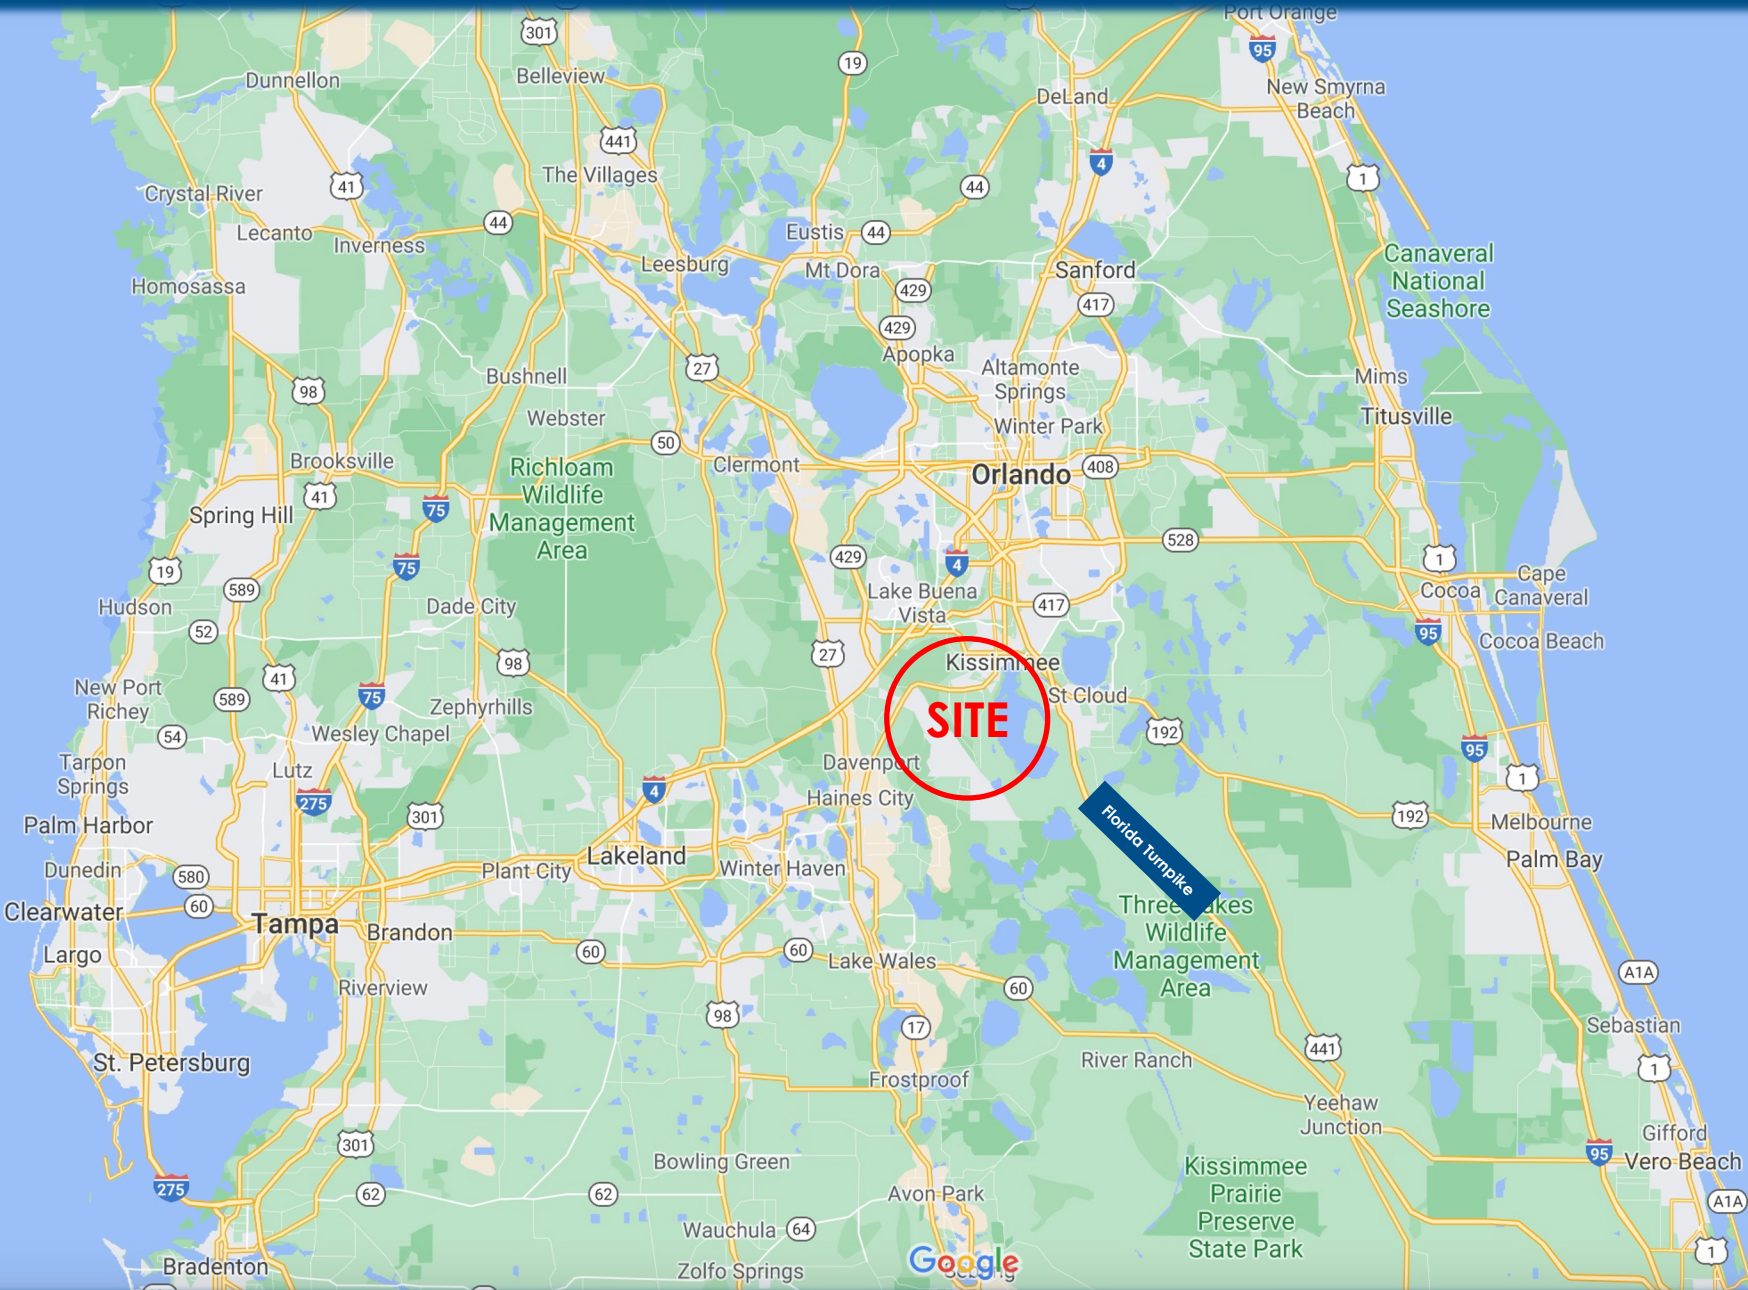 Port Orange
301
95
19
Dunnellon
Belleview
New Smyrna
Beach
DeLand
441
4
The Villages
44
1
41
Crystal River
44
Lecanto
Inverness
Eustis
44
Canaveral
National
Seashore
Leesburg
Mt Dora
Sanford
Homosassa
429
417
429
Apopka
Altamonte
Springs
27
Bushnell
Mims
98
Webster
Titusville
Winter Park
50
Brooksville
Richloam
Wildlife
Management
Area
Clermont
Orlando
408
41
75
Spring Hill
528
429
4
1
19
75
Cape
Canaveral
589
Lake Buena
Vista
Cocoa
Hudson
Dade City
417
52
95
Cocoa Beach
98
27
Kissimmee
41
New Port
Richey
589
75
St Cloud
Zephyrhills
SITE
54
Wesley Chapel
192
95
Tarpon
Springs
Lutz
Davenport
1
275
4
Haines City
301
192
Palm Harbor
Florida Turnpike
Melbourne
Lakeland
Palm Bay
Dunedin
580
Plant City
Winter Haven
60
Clearwater
Three Lakes
Wildlife
Management
Area
Tampa
Brandon
Largo
60
60
Lake Wales
A1A
Riverview
60
98
17
Sebastian
441
St. Petersburg
River Ranch
1
Frostproof
Yeehaw
Junction
301
Gifford
95
Vero Beach
Bowling Green
Kissimmee
Prairie
Preserve
State Park
275
62
62
Avon Park
A1A
Wauchula
64
1
Bradenton
Zolfo Springs
Google